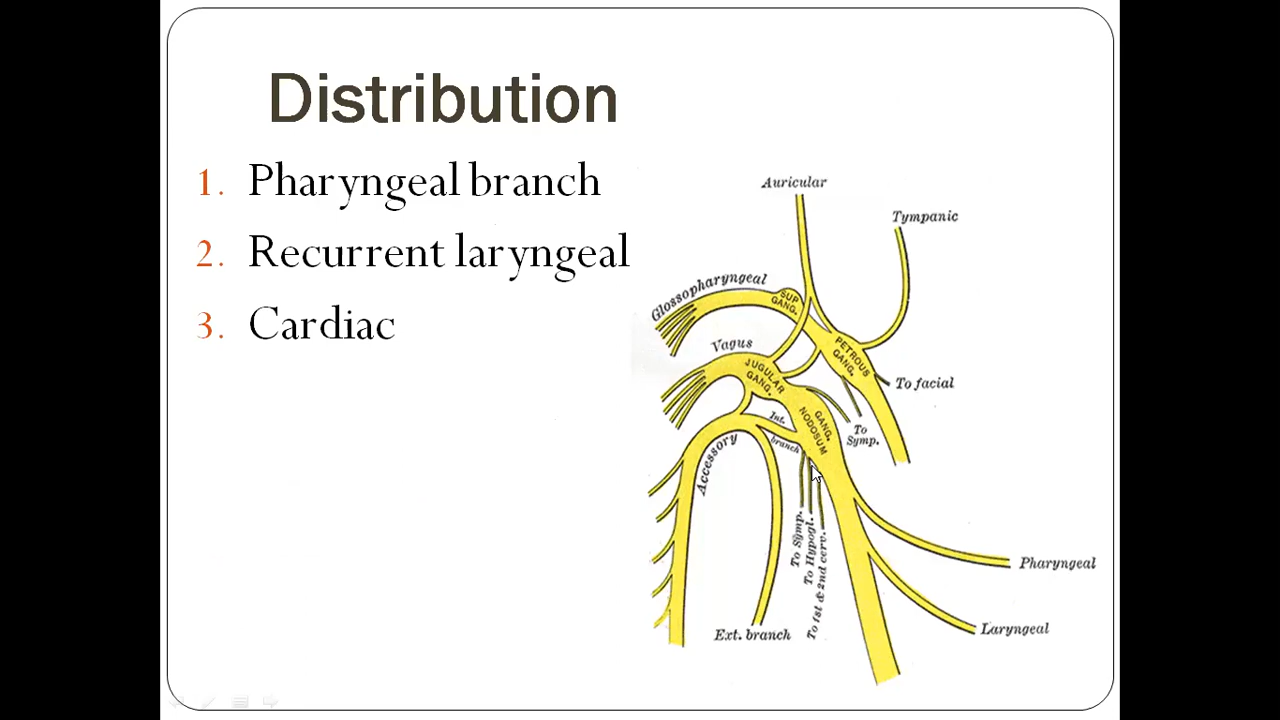 Distribution
1. Pharyngeal branch
2. Recurrent laryngeal
3. Cardiac
Auricular
Tympanic
Glossopharyngeal
SUP.
GANG.
Vagus
PETROUS
GANG.
JUGULAR
GANG.
To facial
GANG.
NODOSUM
Int.
branch
To
Symp.
Accessory
To Symp.
To Hypogl.
To 1st & 2nd cerv.
Pharyngeal
Ext. branch
Laryngeal